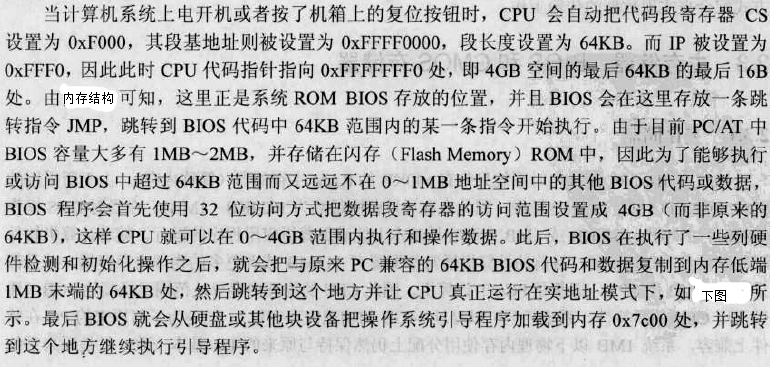 当计算机系统上电开机或者按了机箱上的复位按钮时，CPU 会自动把代码段寄存器 CS
设置为 0xF000，其段基地址则被设置为 0xFFFF0000，段长度设置为 64KB。而 IP 被设置为
0xFFF0，因此此时 CPU 代码指针指向 0xFFFFFFF0 处，即 4GB 空间的最后 64KB 的最后 16B
处。由内存结构可知，这里正是系统 ROM BIOS 存放的位置，并且 BIOS 会在这里存放一条跳
转指令 JMP，跳转到 BIOS 代码中 64KB 范围内的某一条指令开始执行。由于目前 PC/AT 中
BIOS 容量大多有 1MB～2MB，并存储在闪存（Flash Memory）ROM 中，因此为了能够执行
或访问 BIOS 中超过 64KB 范围而又远远不在 0～1MB 地址空间中的其他 BIOS 代码或数据，
BIOS 程序会首先使用 32 位访问方式把数据段寄存器的访问范围设置成 4GB（而非原来的
64KB），这样 CPU 就可以在 0～4GB 范围内执行和操作数据。此后，BIOS 在执行了一些列硬
件检测和初始化操作之后，就会把与原来 PC 兼容的 64KB BIOS 代码和数据复制到内存低端
1MB 末端的 64KB 处，然后跳转到这个地方并让 CPU 真正运行在实地址模式下，如下图所
示。最后 BIOS 就会从硬盘或其他块设备把操作系统引导程序加载到内存 0x7c00 处，并跳转
到这个地方继续执行引导程序。